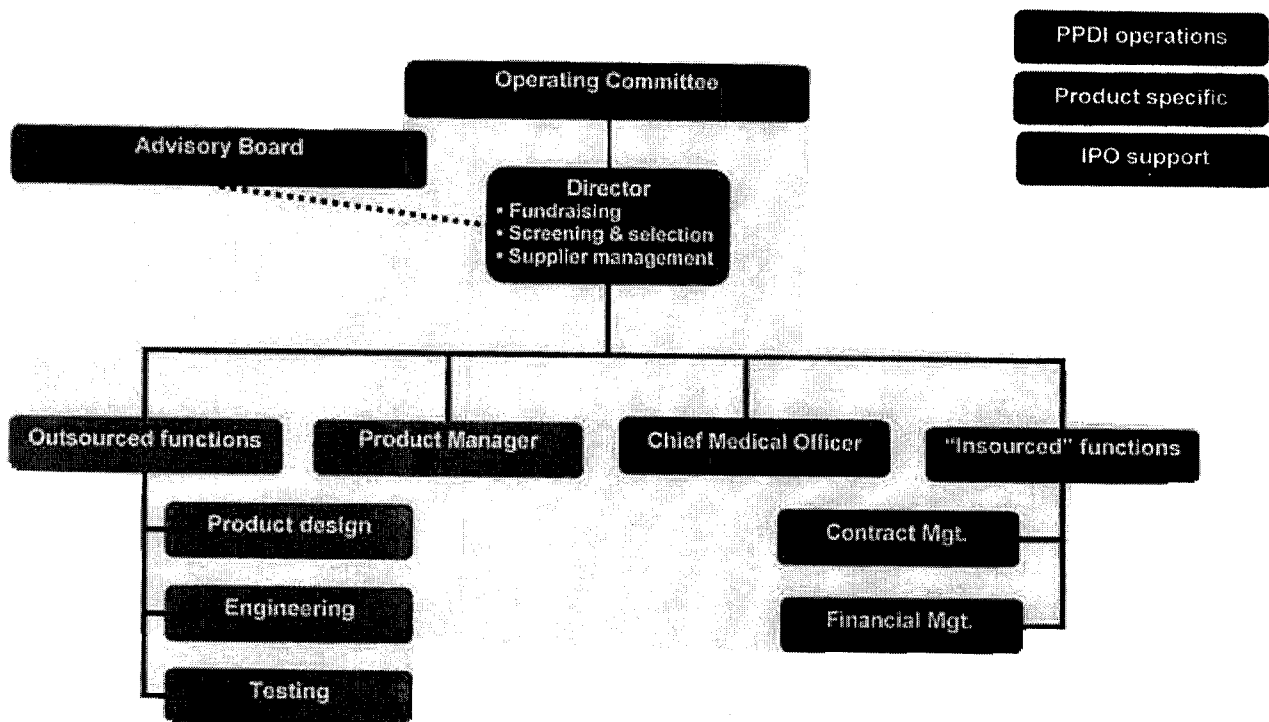 PPDI operations
Operating Committee
Product specific
Advisory Board
IPO support
Director
• Fundraising
• Screening & selection
• Supplier management
Outsourced functions
Product Manager
Chief Medical Officer
“Insourced” functions
Product design
Contract Mgt.
Engineering
Financial Mgt.
Testing